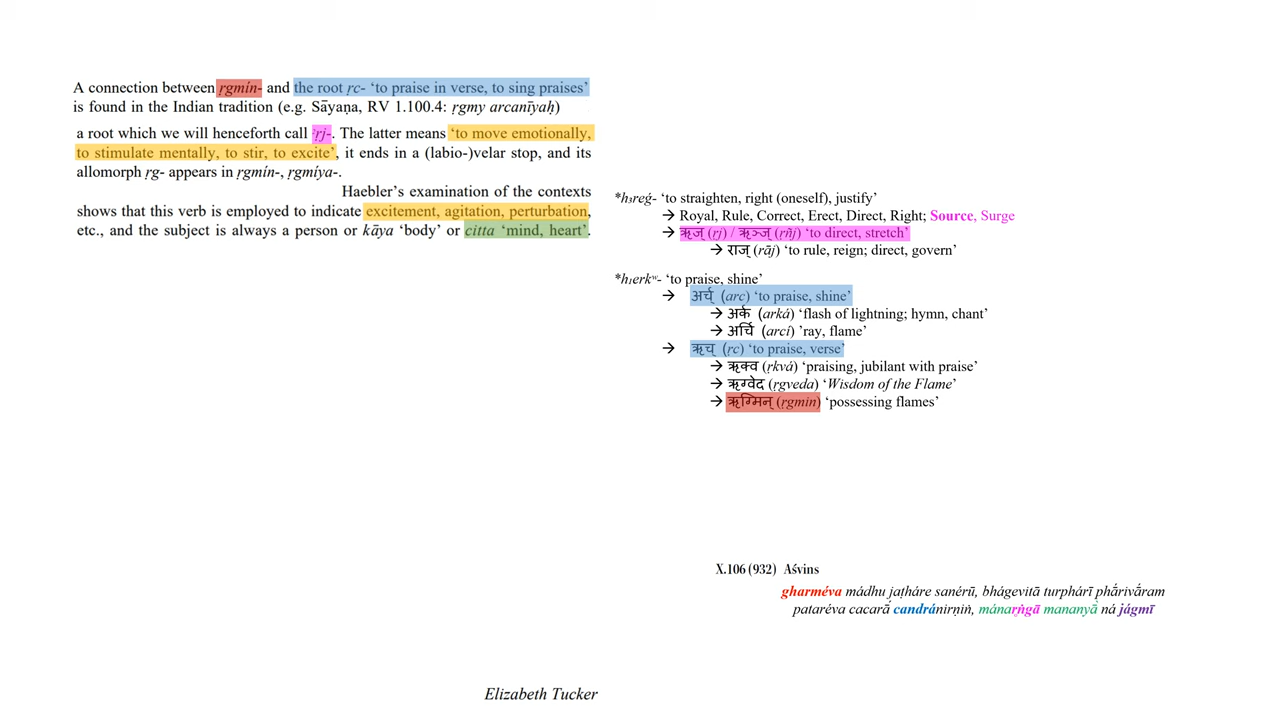 A connection between ṛgmín- and the root ṛc- ‘to praise in verse, to sing praises’
is found in the Indian tradition (e.g. Sāyaṇa, RV 1.100.4: ṛgmy arcanīyaḥ)
a root which we will henceforth call ²ṛj-. The latter means ‘to move emotionally,
to stimulate mentally, to stir, to excite’, it ends in a (labio-)velar stop, and its
allomorph ṛg- appears in ṛgmín-, ṛgmíya-.
Haebler’s examination of the contexts
shows that this verb is employed to indicate excitement, agitation, perturbation,
etc., and the subject is always a person or kāya ‘body’ or citta ‘mind, heart’.
*h₃reǵ- ‘to straighten, right (oneself), justify’
→ Royal, Rule, Correct, Erect, Direct, Right; Source, Surge
→ ऋज् (ṛj) / ऋञ्ज् (ṛñj) ‘to direct, stretch’
→ राज् (rāj) ‘to rule, reign; direct, govern’
*h₁erkʷ- ‘to praise, shine’
→ अर्च् (arc) ‘to praise, shine’
→ अर्क (arká) ‘flash of lightning; hymn, chant’
→ अर्चि (arcí) ’ray, flame’
→ ऋच् (ṛc) ‘to praise, verse’
→ ऋक्व (ṛkvá) ‘praising, jubilant with praise’
→ ऋग्वेद (ṛgveda) ‘Wisdom of the Flame’
→ ऋग्मिन् (ṛgmin) ‘possessing flames’
X.106 (932) Aśvins
gharméva mádhu jaṭháre sanérū, bhágevitā turphárī phā́rivā́ram
pataréva cacarā́ candránirṇiṅ, mánarṅ̇gā mananyā̀ ná jágmī
Elizabeth Tucker